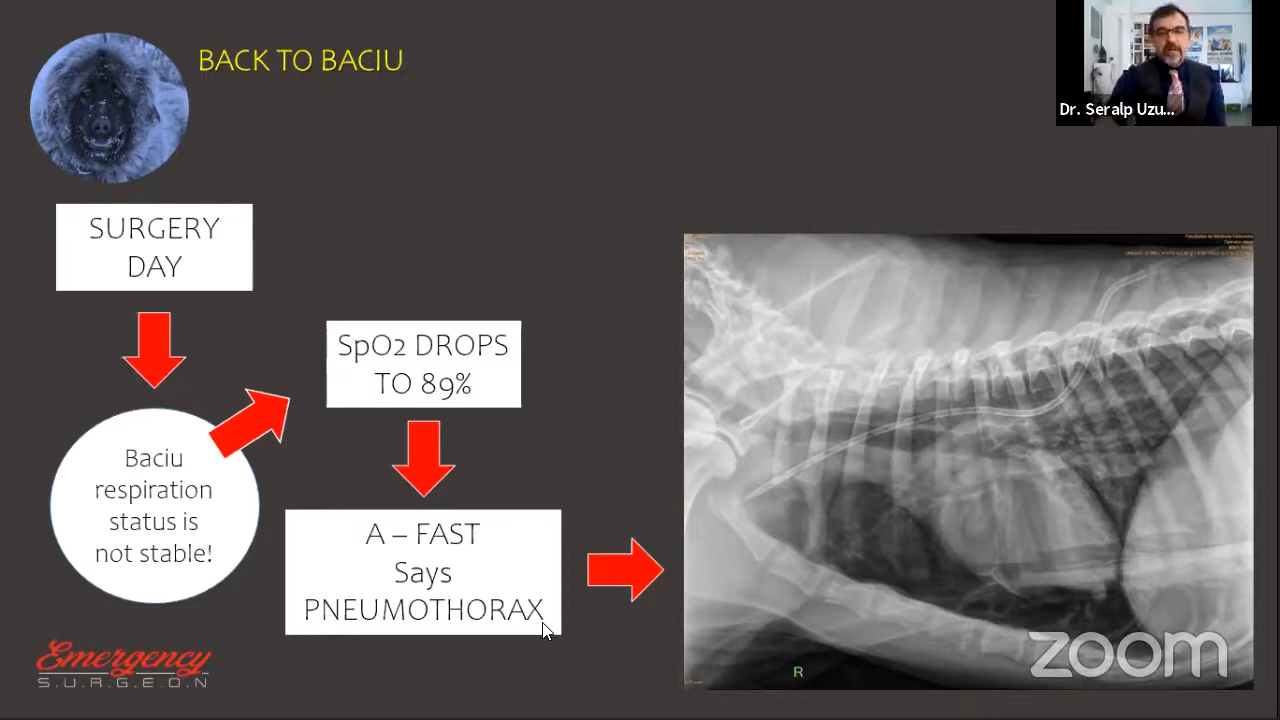 BACK TO BACIU
Dr. Seralp Uzu...
SURGERY
DAY
Baciu
respiration
status is
not stable!
SpO2 DROPS
TO 89%
A – FAST
Says
PNEUMOTHORAX
R
zoom
Emergency
S.U.R.G.E.O.N